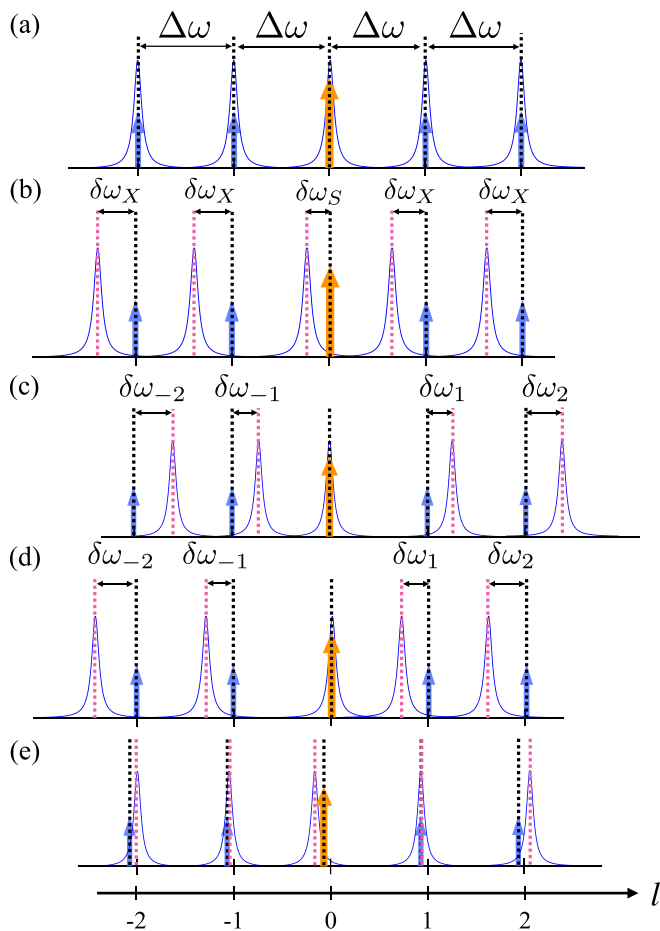 (a) Δω Δω Δω Δω
(b) δω_X δω_X δω_S δω_X δω_X
(c) δω_{-2} δω_{-1} δω_1 δω_2
(d) δω_{-2} δω_{-1} δω_1 δω_2
(e)
-2 -1 0 1 2 l